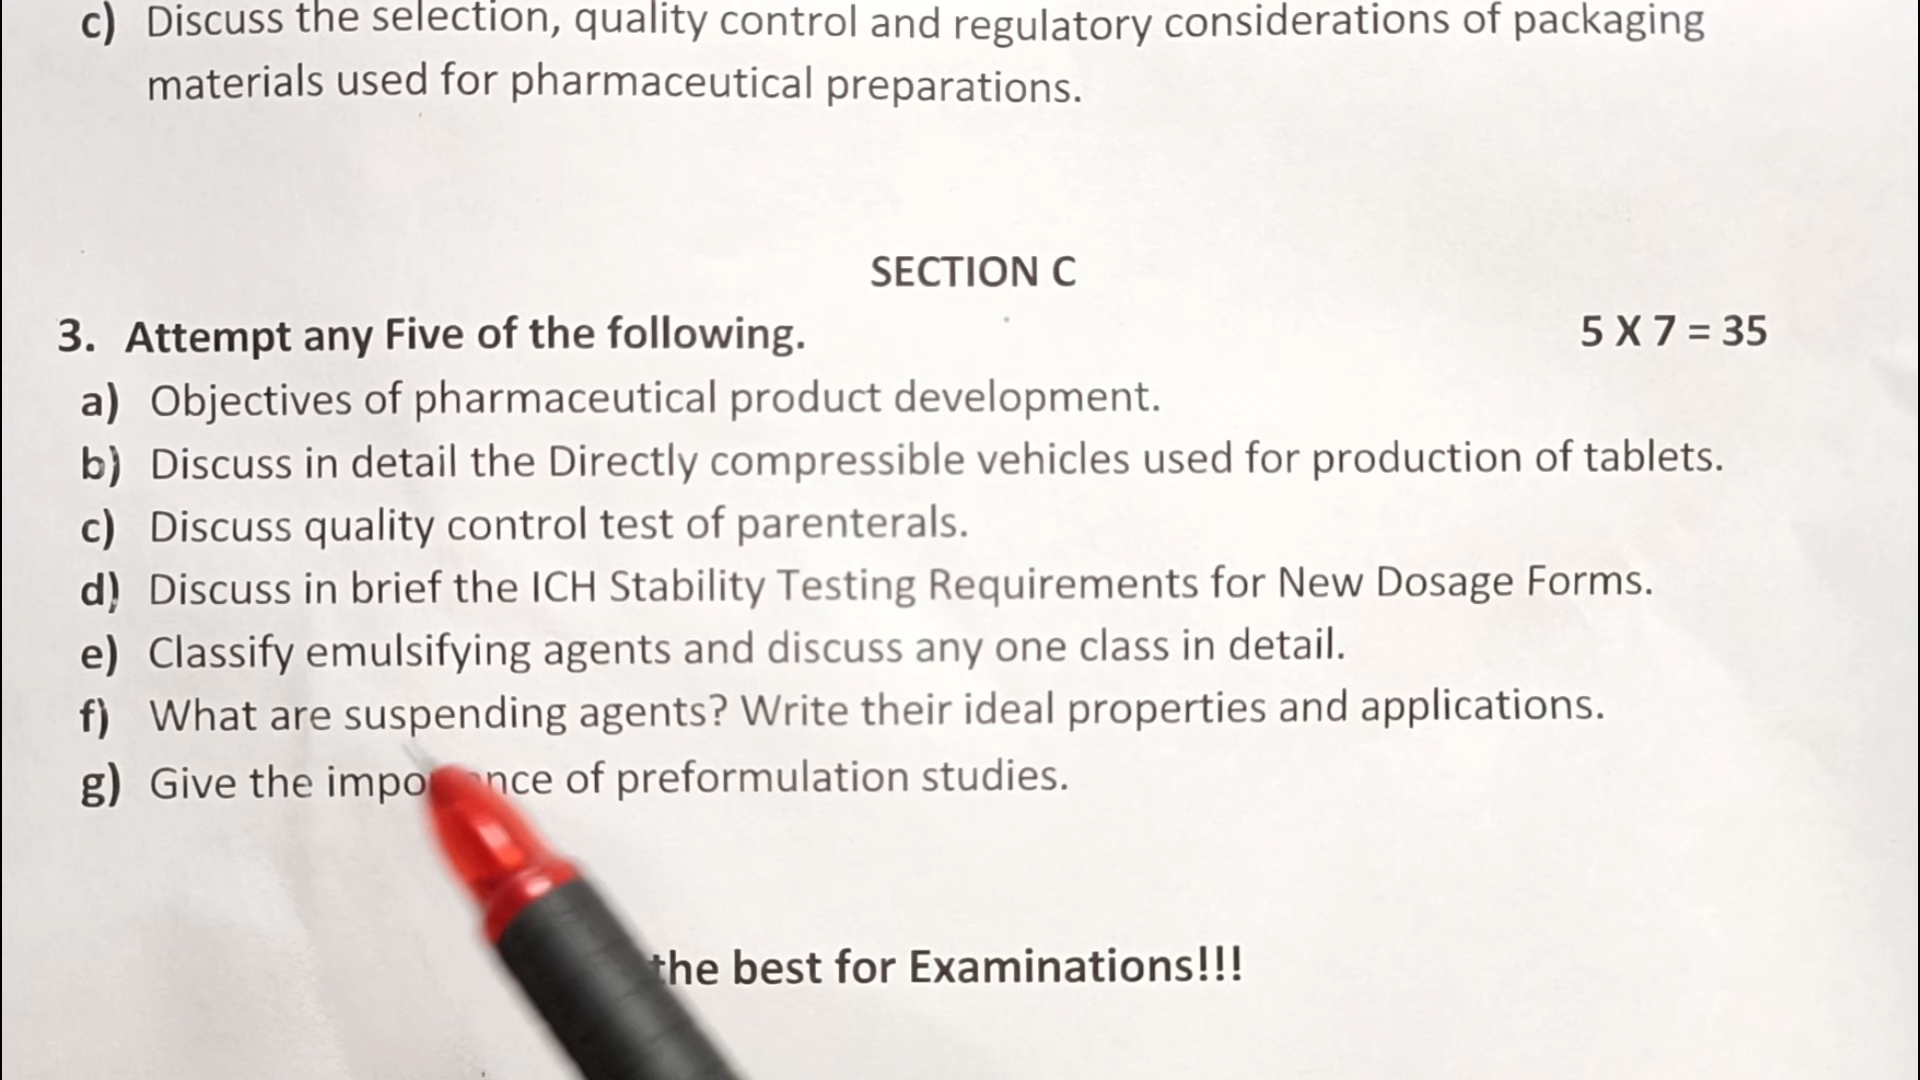 c) Discuss the selection, quality control and regulatory considerations of packaging
materials used for pharmaceutical preparations.
SECTION C
3. Attempt any Five of the following. 5 X 7 = 35
a) Objectives of pharmaceutical product development.
b) Discuss in detail the Directly compressible vehicles used for production of tablets.
c) Discuss quality control test of parenterals.
d) Discuss in brief the ICH Stability Testing Requirements for New Dosage Forms.
e) Classify emulsifying agents and discuss any one class in detail.
f) What are suspending agents? Write their ideal properties and applications.
g) Give the of preformulation studies.
the best for Examinations!!!